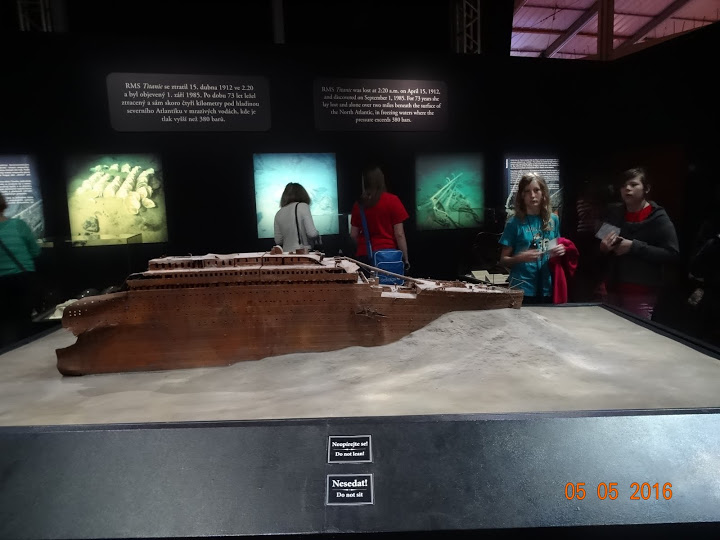 RMS Titanic se ztratil 15. dubna 1912 ve 2.20
a byl objevený 1. září 1985. Po dobu 73 let ležel
ztracený a sám skoro čtyři kilometry pod hladinou
severního Atlantiku v mrazivých vodách, kde je
tlak vyšší než 380 barů.
RMS Titanic was lost at 2:20 a.m. on April 15, 1912,
and discovered on September 1, 1985. For 73 years she
lay lost and alone over two miles beneath the surface of
the North Atlantic, in freezing waters where the
pressure exceeds 380 bars.
Neopírejte se!
Do not lean!
Nesedat!
Do not sit
05 05 2016